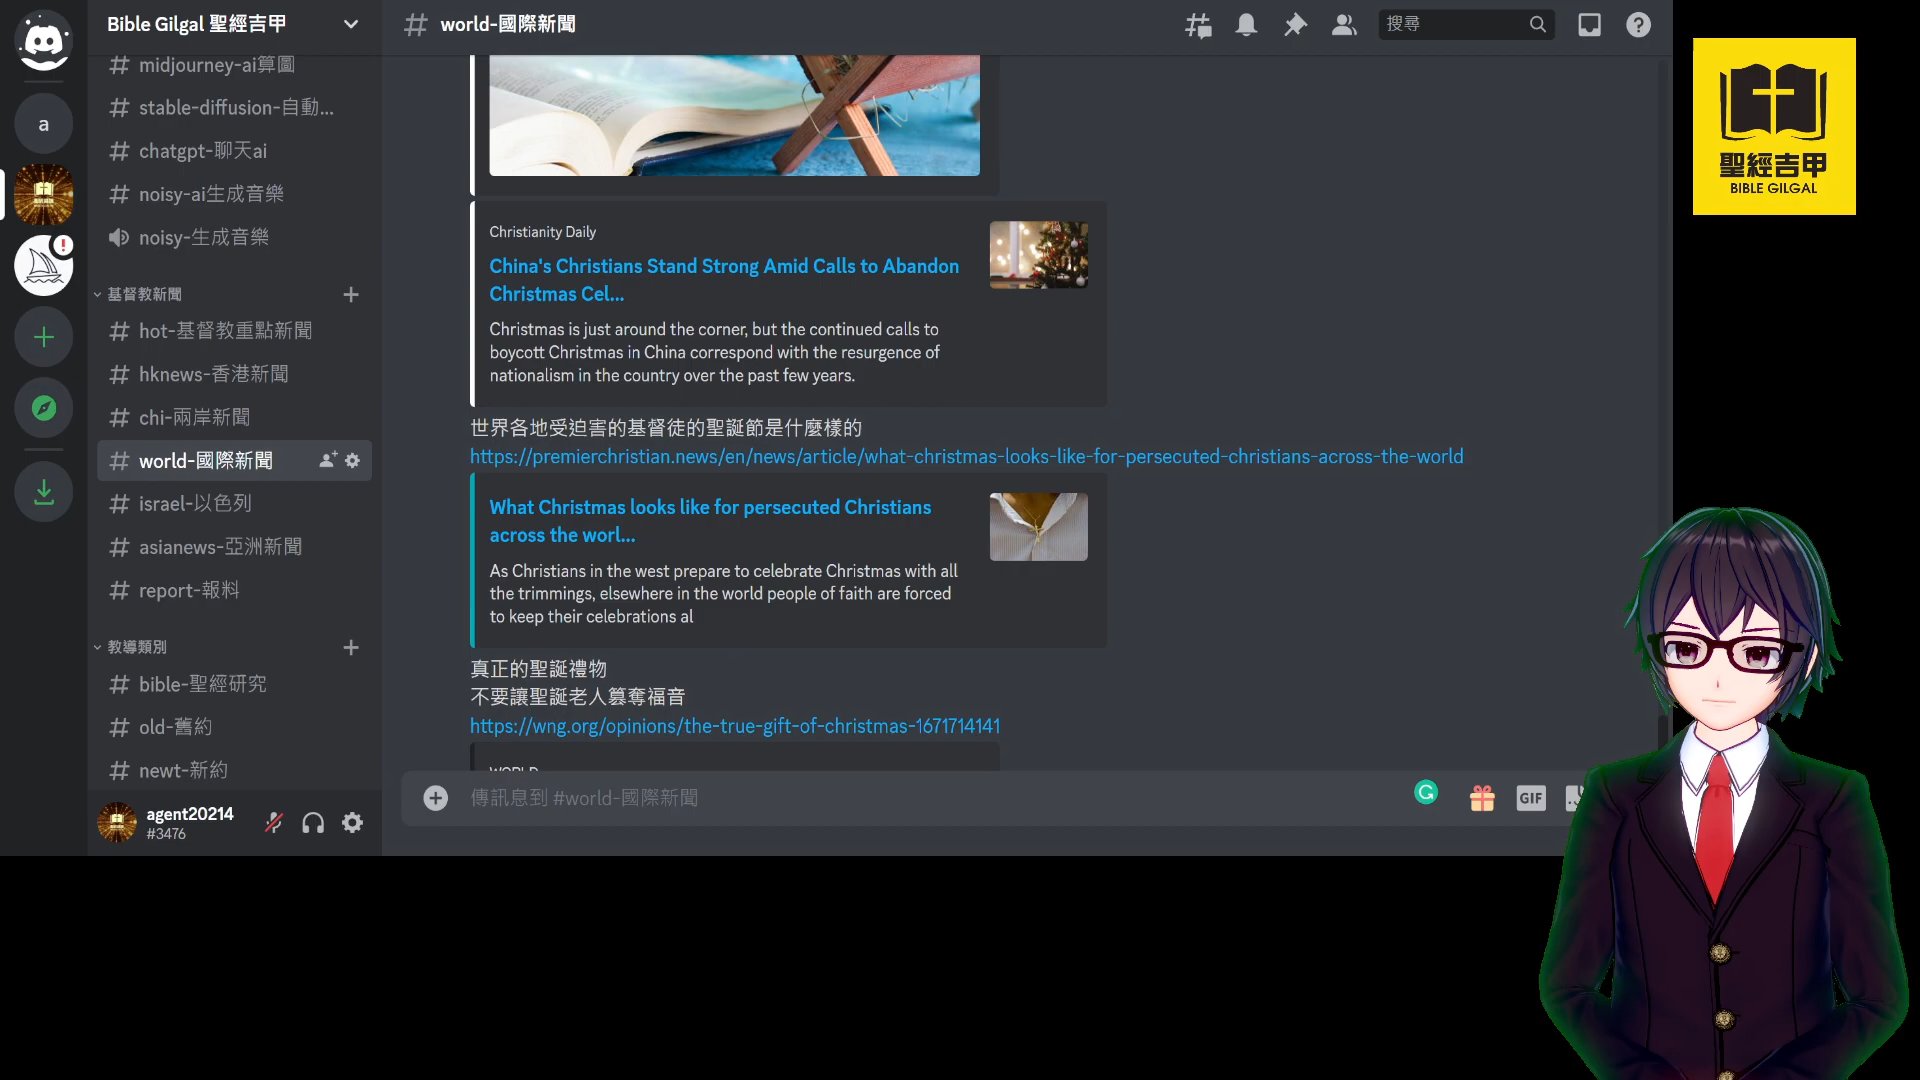 Bible Gilgal 聖經吉甲
midjourney-ai算圖
stable-diffusion-自動...
chatgpt-聊天ai
noisy-ai生成音樂
noisy-生成音樂
基督教新聞
hot-基督教重點新聞
hknews-香港新聞
chi-兩岸新聞
world-國際新聞
israel-以色列
asianews-亞洲新聞
report-報料
教導類別
bible-聖經研究
old-舊約
newt-新約
agent20214
#3476
a
world-國際新聞
搜尋
Christianity Daily
China's Christians Stand Strong Amid Calls to Abandon
Christmas Cel...
Christmas is just around the corner, but the continued calls to
boycott Christmas in China correspond with the resurgence of
nationalism in the country over the past few years.
世界各地受迫害的基督徒的聖誕節是什麼樣的
https://premierchristian.news/en/news/article/what-christmas-looks-like-for-persecuted-christians-across-the-world
What Christmas looks like for persecuted Christians
across the worl...
As Christians in the west prepare to celebrate Christmas with all
the trimmings, elsewhere in the world people of faith are forced
to keep their celebrations al
真正的聖誕禮物
不要讓聖誕老人篡奪福音
https://wng.org/opinions/the-true-gift-of-christmas-1671714141
WORLD
傳訊息到 #world-國際新聞
GIF
聖經吉甲
BIBLE GILGAL